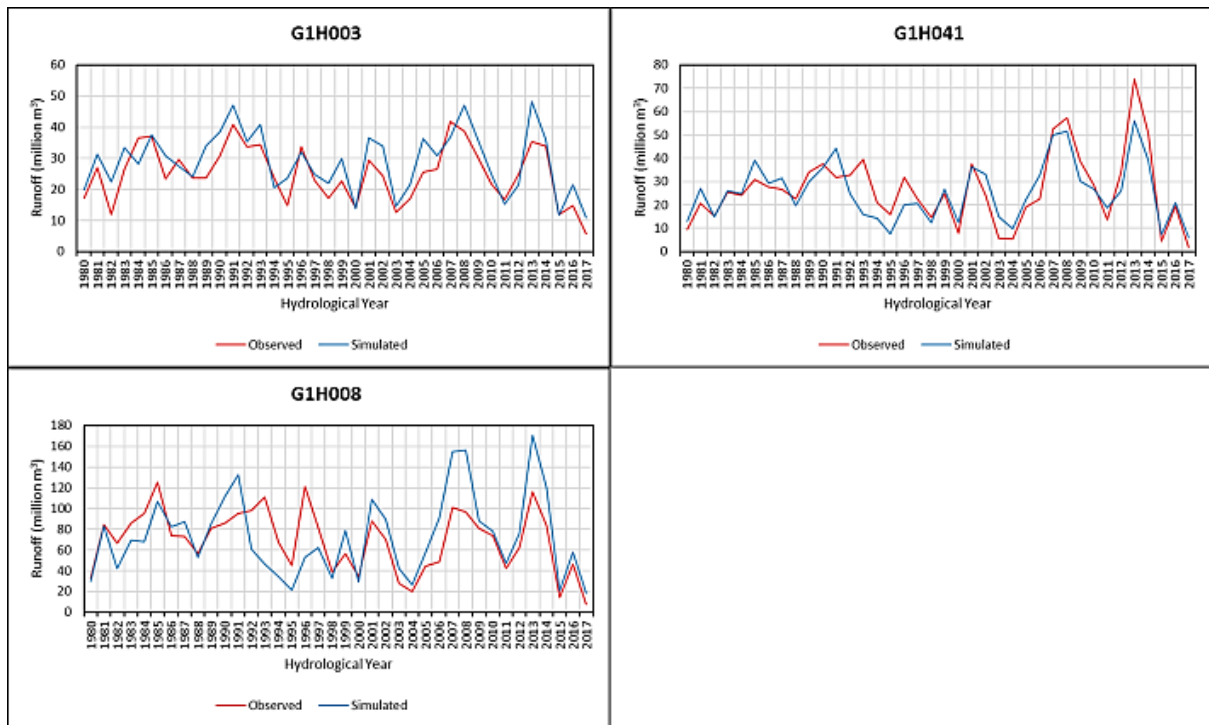 G1H003
60
50
40
30
20
10
0
Runoff (million m³)
1980 1981 1982 1983 1984 1985 1986 1987 1988 1989 1990 1991 1992 1993 1994 1995 1996 1997 1998 1999 2000 2001 2002 2003 2004 2005 2006 2007 2008 2009 2010 2011 2012 2013 2014 2015 2016 2017
Hydrological Year
Observed Simulated
G1H041
80
70
60
50
40
30
20
10
0
Runoff (million m³)
1980 1981 1982 1983 1984 1985 1986 1987 1988 1989 1990 1991 1992 1993 1994 1995 1996 1997 1998 1999 2000 2001 2002 2003 2004 2005 2006 2007 2008 2009 2010 2011 2012 2013 2014 2015 2016 2017
Hydrological Year
Observed Simulated
G1H008
180
160
140
120
100
80
60
40
20
0
Runoff (million m³)
1980 1981 1982 1983 1984 1985 1986 1987 1988 1989 1990 1991 1992 1993 1994 1995 1996 1997 1998 1999 2000 2001 2002 2003 2004 2005 2006 2007 2008 2009 2010 2011 2012 2013 2014 2015 2016 2017
Hydrological Year
Observed Simulated